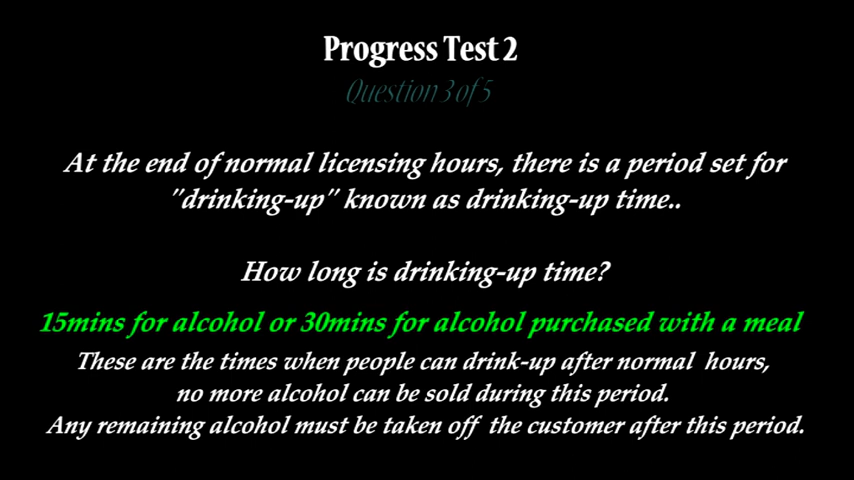 Progress Test 2
Question 3 of 5
At the end of normal licensing hours, there is a period set for
"drinking-up" known as drinking-up time..
How long is drinking-up time?
15mins for alcohol or 30mins for alcohol purchased with a meal
These are the times when people can drink-up after normal hours,
no more alcohol can be sold during this period.
Any remaining alcohol must be taken off the customer after this period.